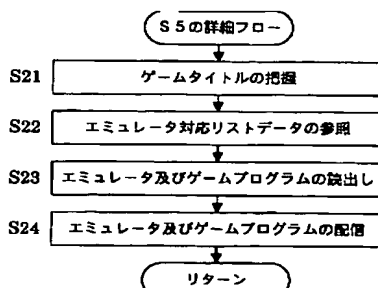 S5の詳細フロー
S21 ゲームタイトルの把握
S22 エミュレータ対応リストデータの参照
S23 エミュレータ及びゲームプログラムの読出し
S24 エミュレータ及びゲームプログラムの配信
リターン